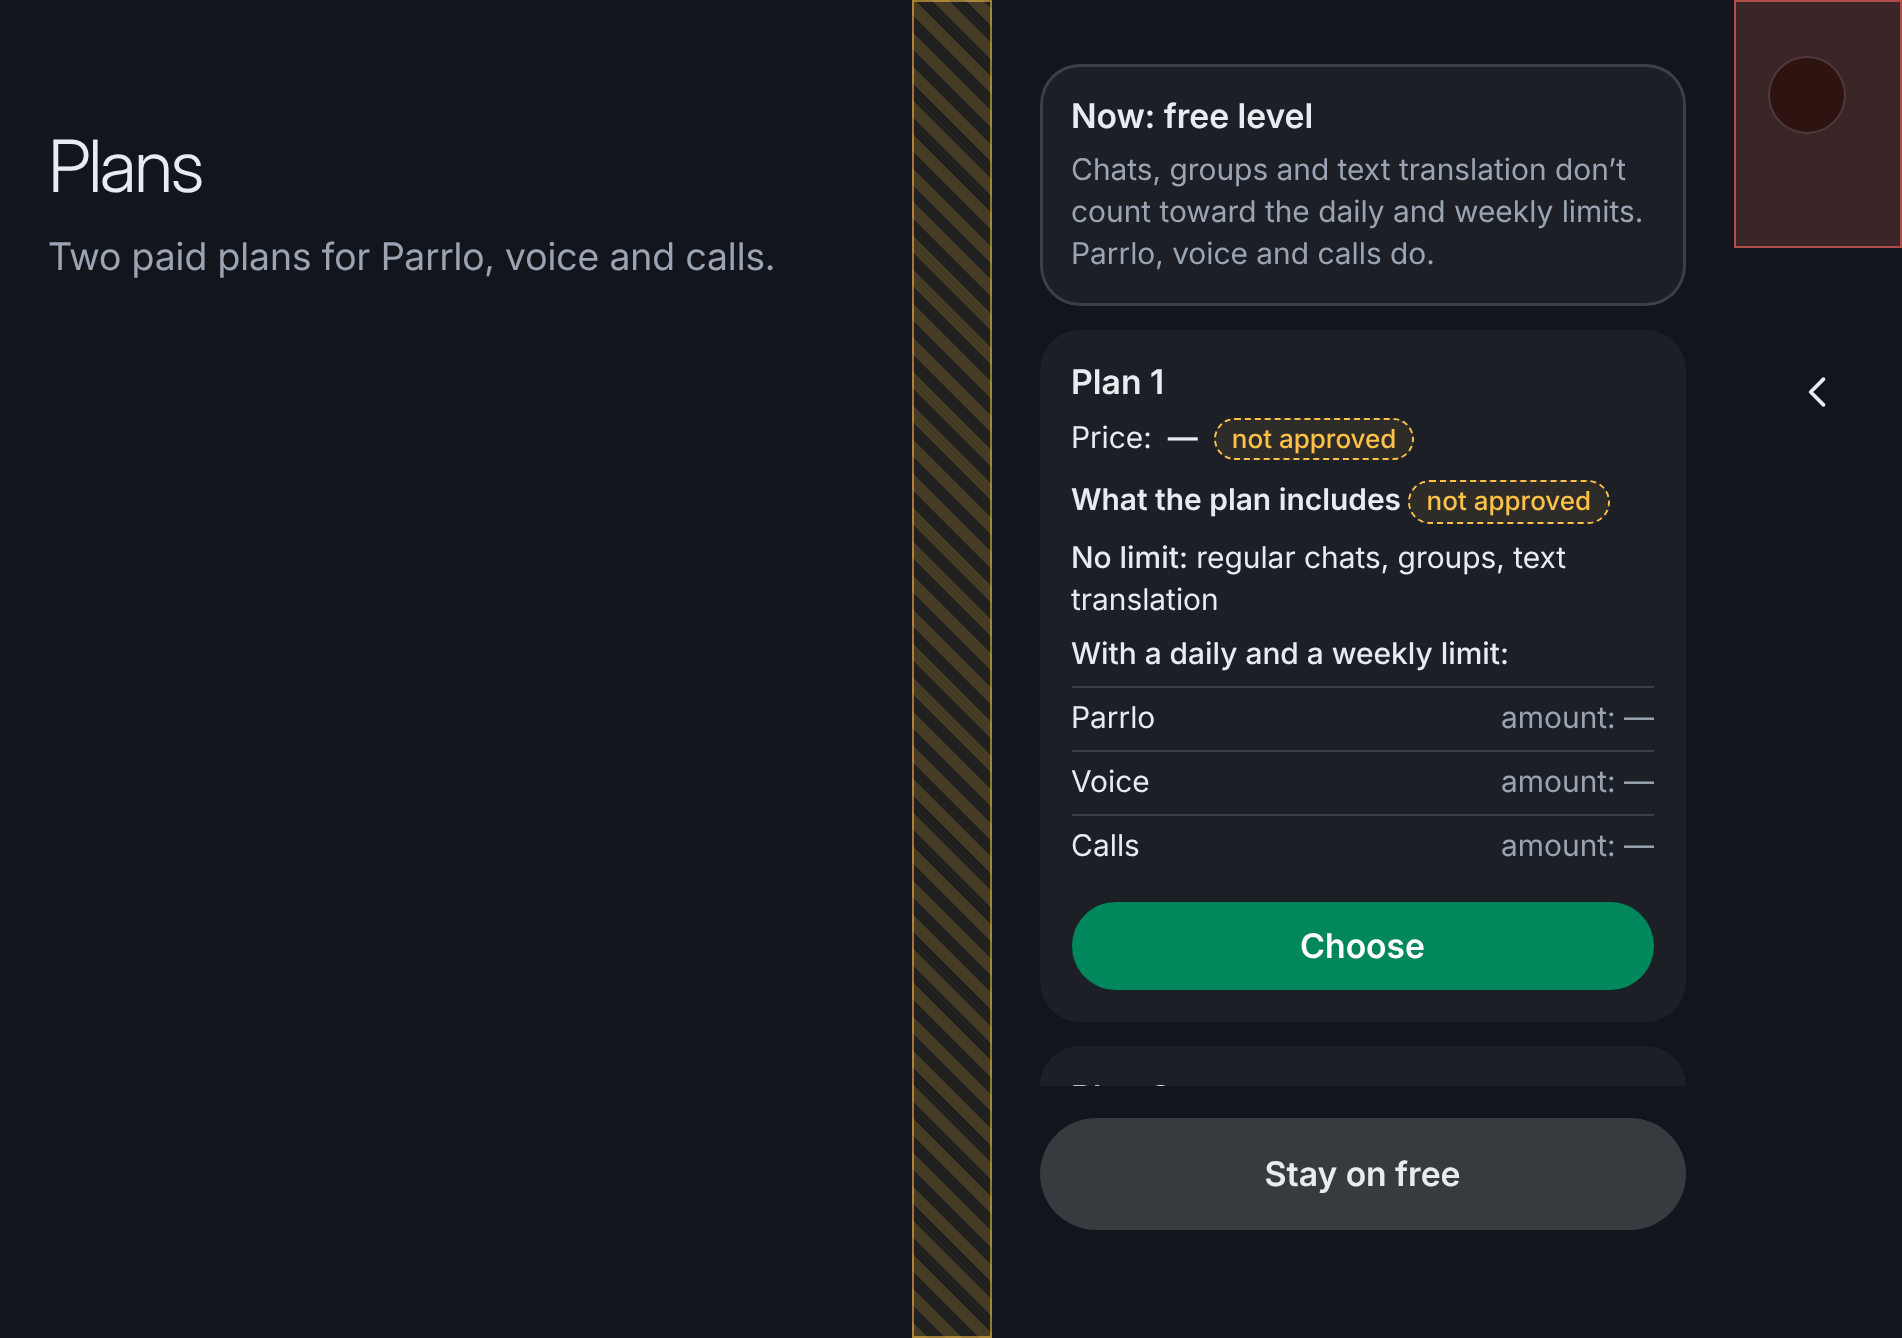 Plans
Two paid plans for Parrlo, voice and calls.
Now: free level
Chats, groups and text translation don’t
count toward the daily and weekly limits.
Parrlo, voice and calls do.
Plan 1
Price: — not approved
What the plan includes not approved
No limit: regular chats, groups, text
translation
With a daily and a weekly limit:
Parrlo amount: —
Voice amount: —
Calls amount: —
Choose
Stay on free